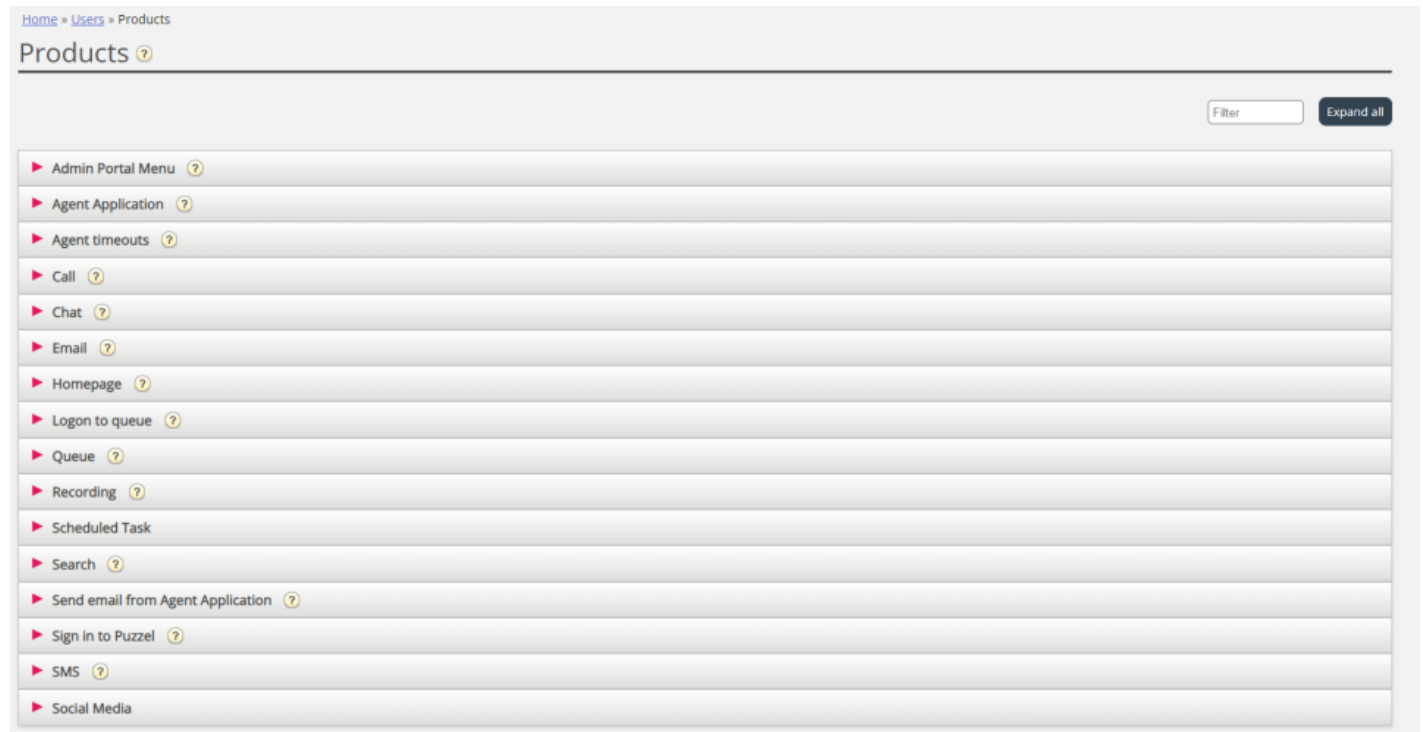 Home » Users » Products
Products ?
Filter Expand all
Admin Portal Menu ?
Agent Application ?
Agent timeouts ?
Call ?
Chat ?
Email ?
Homepage ?
Logon to queue ?
Queue ?
Recording ?
Scheduled Task
Search ?
Send email from Agent Application ?
Sign in to Puzzel ?
SMS ?
Social Media